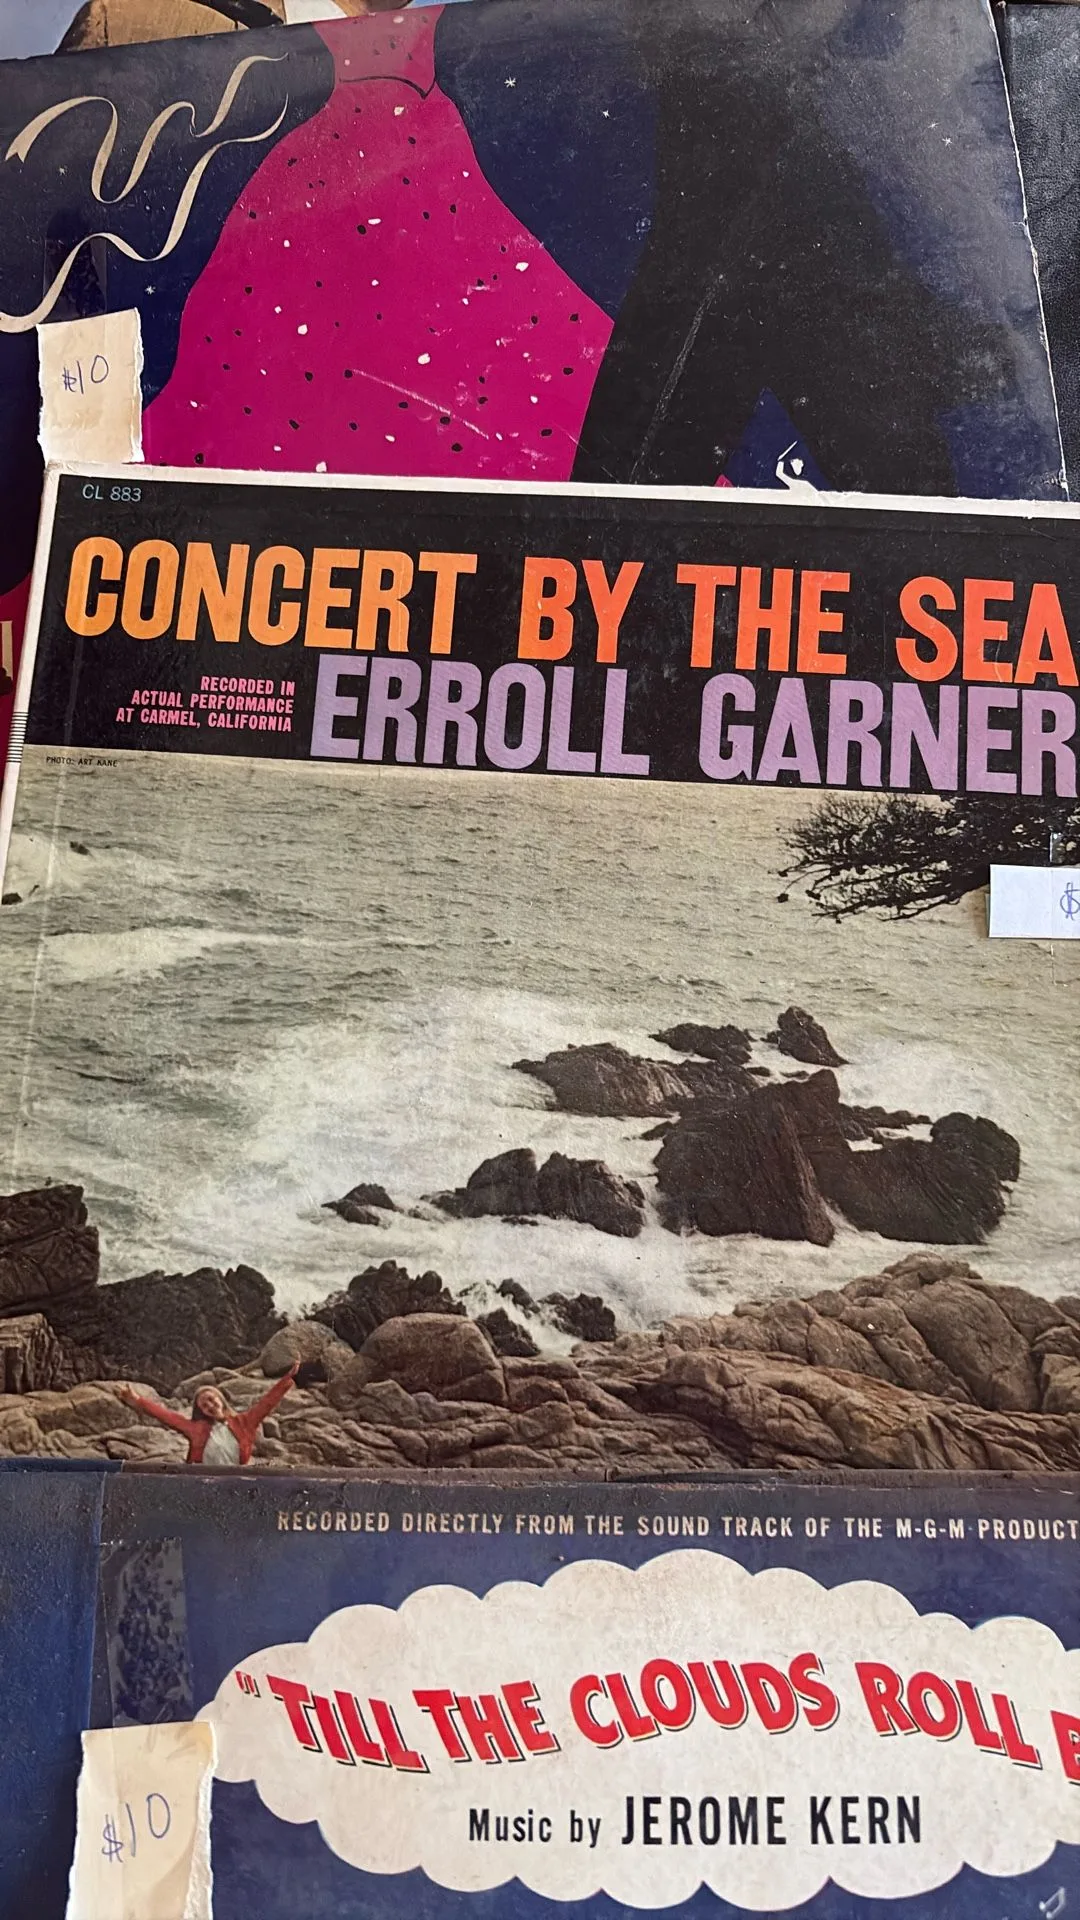 $10
CL 883
CONCERT BY THE SEA
ERROLL GARNER
RECORDED IN
ACTUAL PERFORMANCE
AT CARMEL, CALIFORNIA
PHOTO: ART KANE
$
RECORDED DIRECTLY FROM THE SOUND TRACK OF THE M-G-M PRODUCT
"TILL THE CLOUDS ROLL B
Music by JEROME KERN
$10